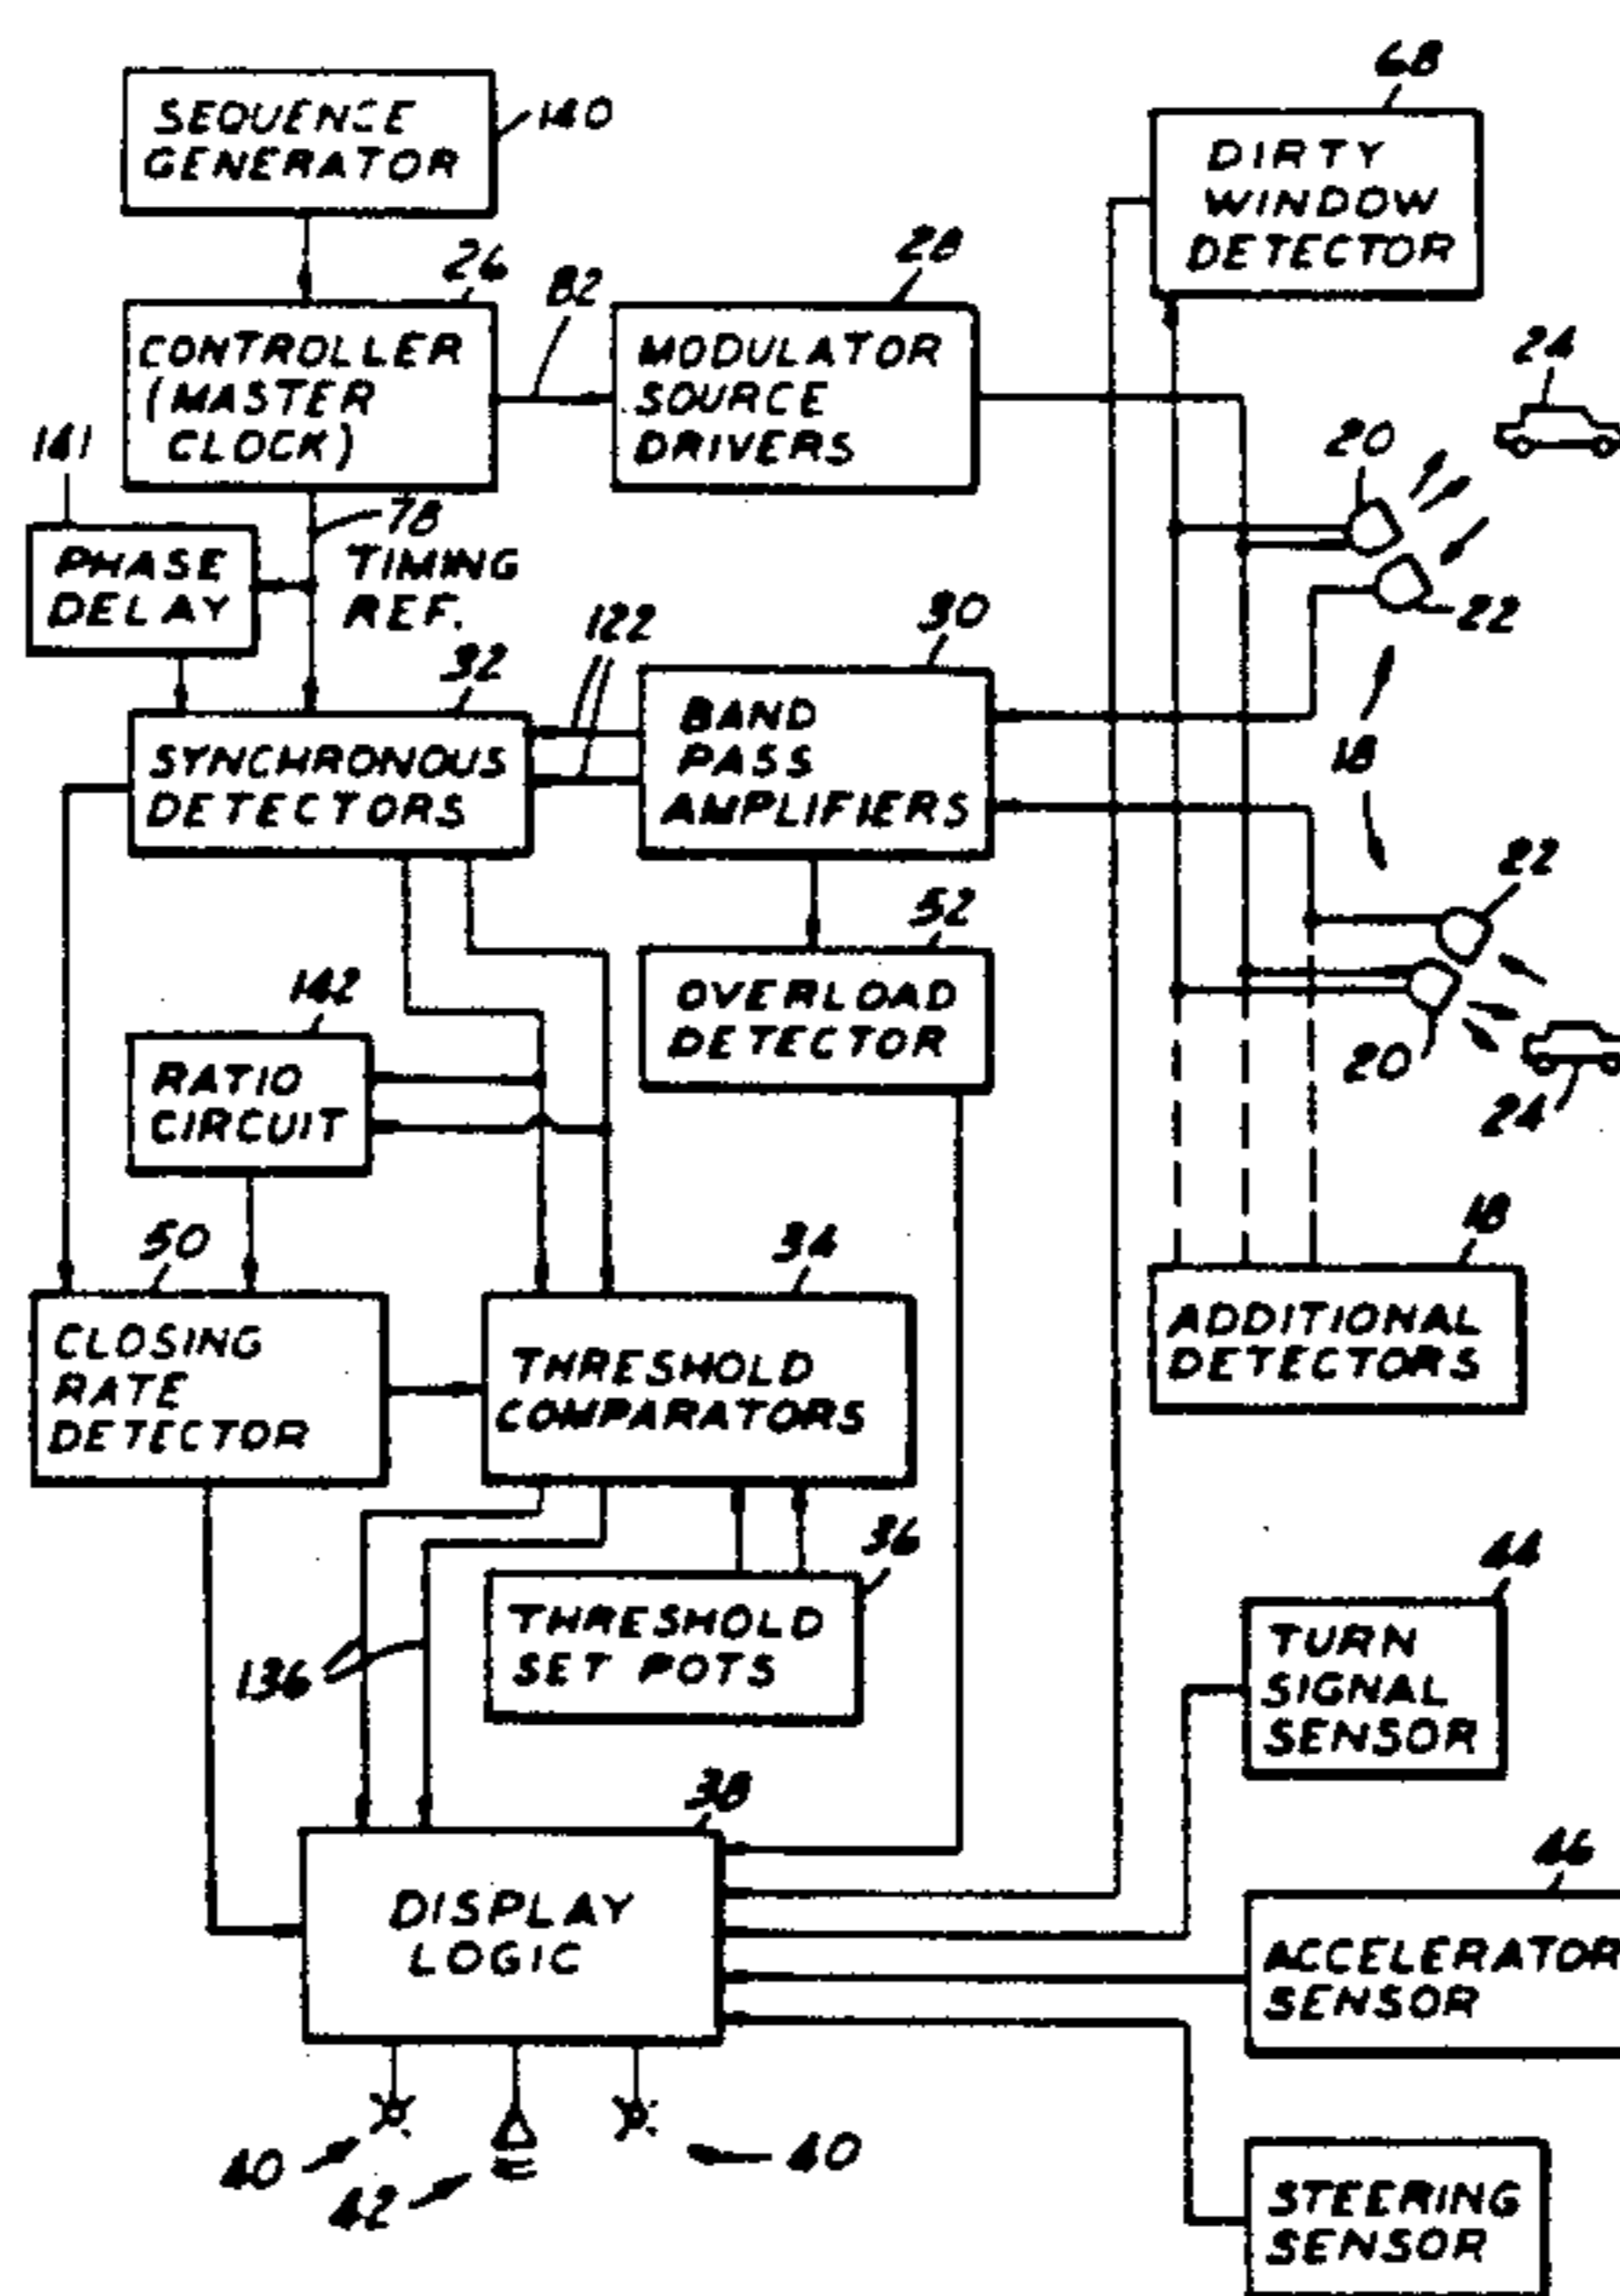 SEQUENCE
GENERATOR
140
68
DIRTY
WINDOW
DETECTOR
26
82
28
CONTROLLER
(MASTER
CLOCK)
MODULATOR
SOURCE
DRIVERS
24
20
22
141
PHASE
DELAY
78
TIMING
REF.
122
30
32
SYNCHRONOUS
DETECTORS
BAND
PASS
AMPLIFIERS
18
22
20
24
52
OVERLOAD
DETECTOR
142
RATIO
CIRCUIT
50
CLOSING
RATE
DETECTOR
34
THRESHOLD
COMPARATORS
18
ADDITIONAL
DETECTORS
36
THRESHOLD
SET POTS
136
44
TURN
SIGNAL
SENSOR
38
DISPLAY
LOGIC
46
ACCELERATOR
SENSOR
40
42
40
STEERING
SENSOR